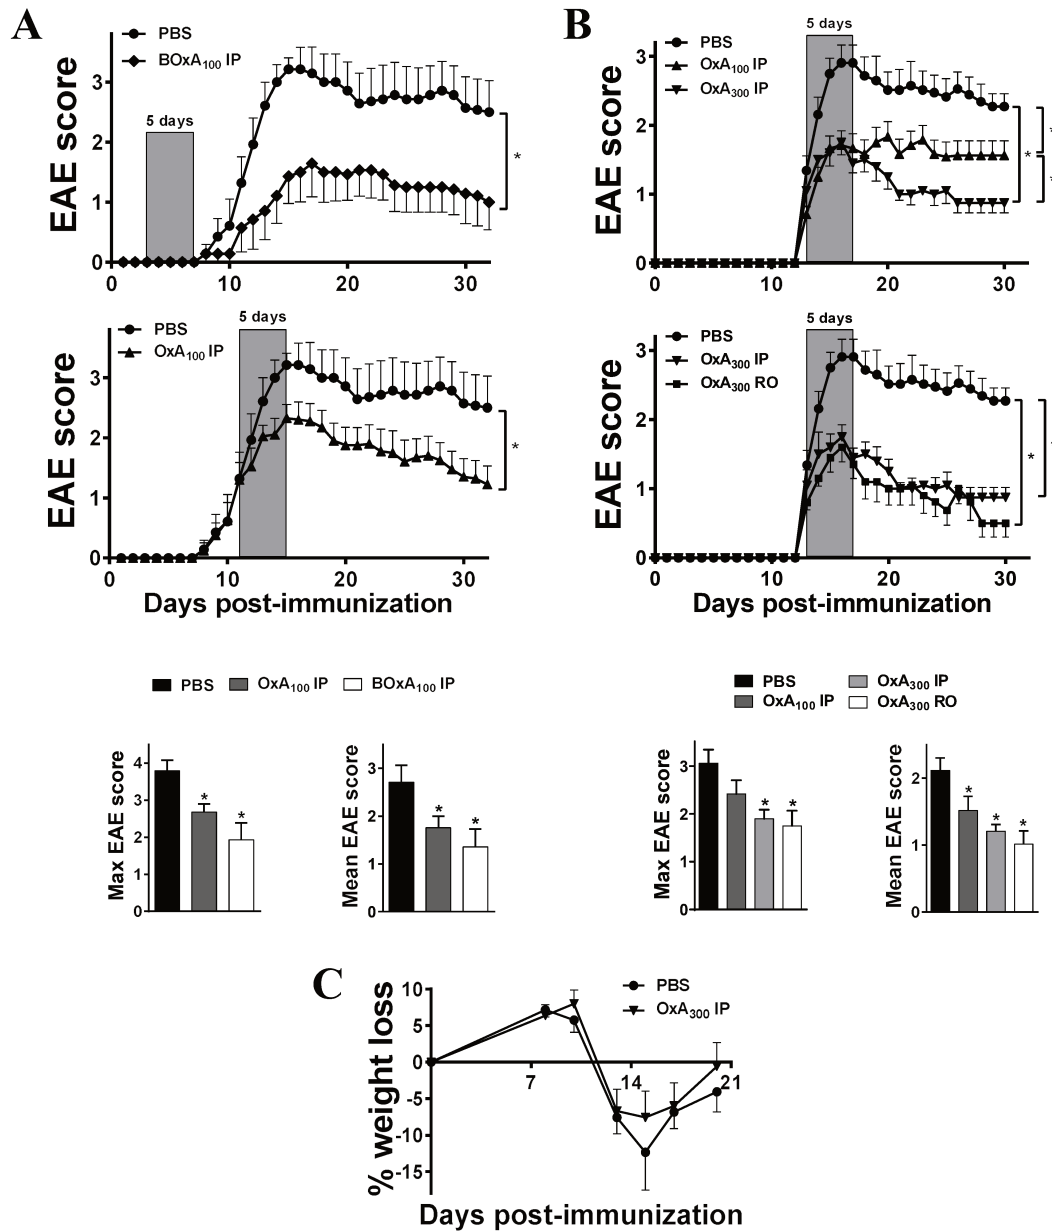 A
PBS
BOxA100 IP
5 days
EAE score
3
2
1
0
0
10
20
30
*
PBS
OxA100 IP
5 days
EAE score
3
2
1
0
0
10
20
30
*
Days post-immunization
B
5 days
PBS
OxA100 IP
OxA300 IP
EAE score
3
2
1
0
0
10
20
30
*
*
*
5 days
PBS
OxA300 IP
OxA300 RO
EAE score
3
2
1
0
0
10
20
30
*
*
Days post-immunization
PBS OxA100 IP BOxA100 IP
Max EAE score
4
3
2
1
0
*
*
Mean EAE score
3
2
1
0
*
*
PBS OxA300 IP
OxA100 IP OxA300 RO
Max EAE score
3
2
1
0
*
*
Mean EAE score
2
1
0
*
*
*
C
PBS
OxA300 IP
% weight loss
10
5
0
-5
-10
-15
7
14
21
Days post-immunization